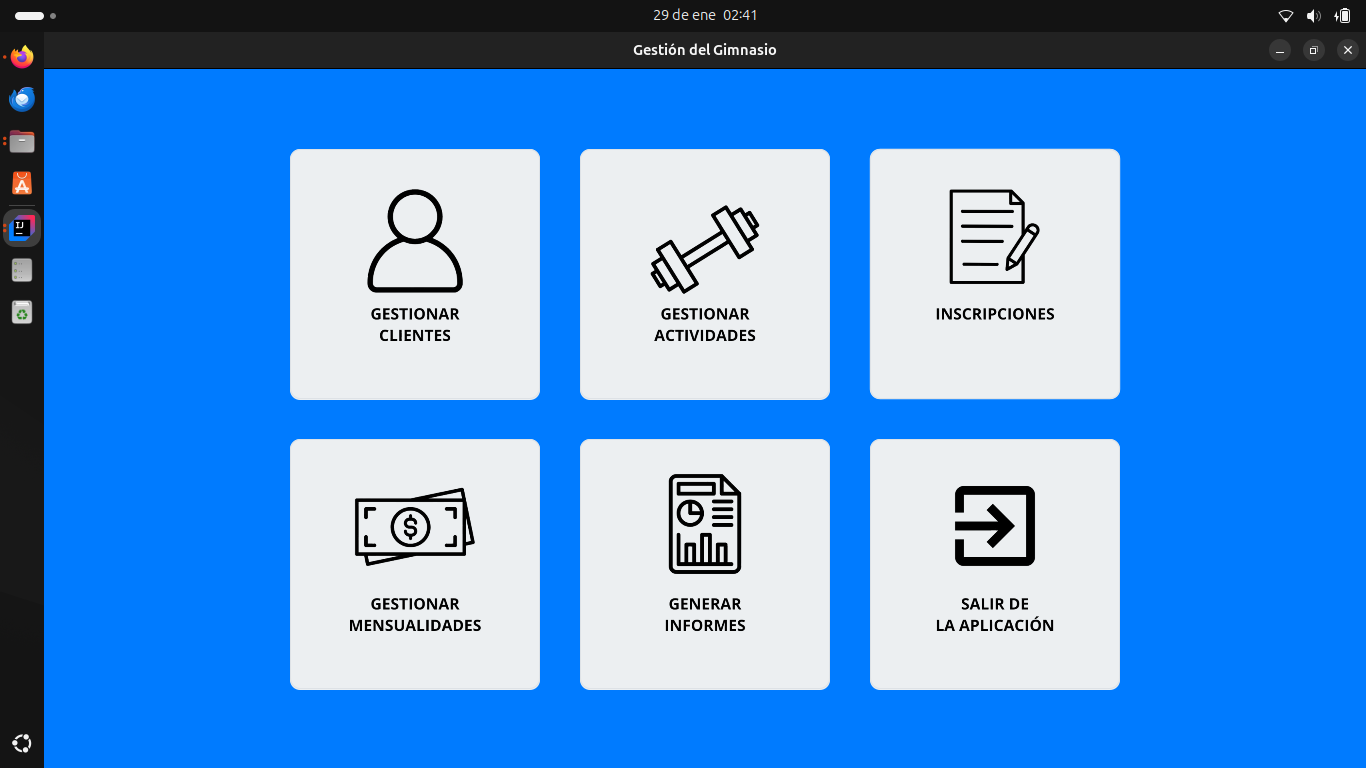 29 de ene 02:41
Gestión del Gimnasio
GESTIONAR
CLIENTES
GESTIONAR
ACTIVIDADES
INSCRIPCIONES
GESTIONAR
MENSUALIDADES
GENERAR
INFORMES
SALIR DE
LA APLICACIÓN